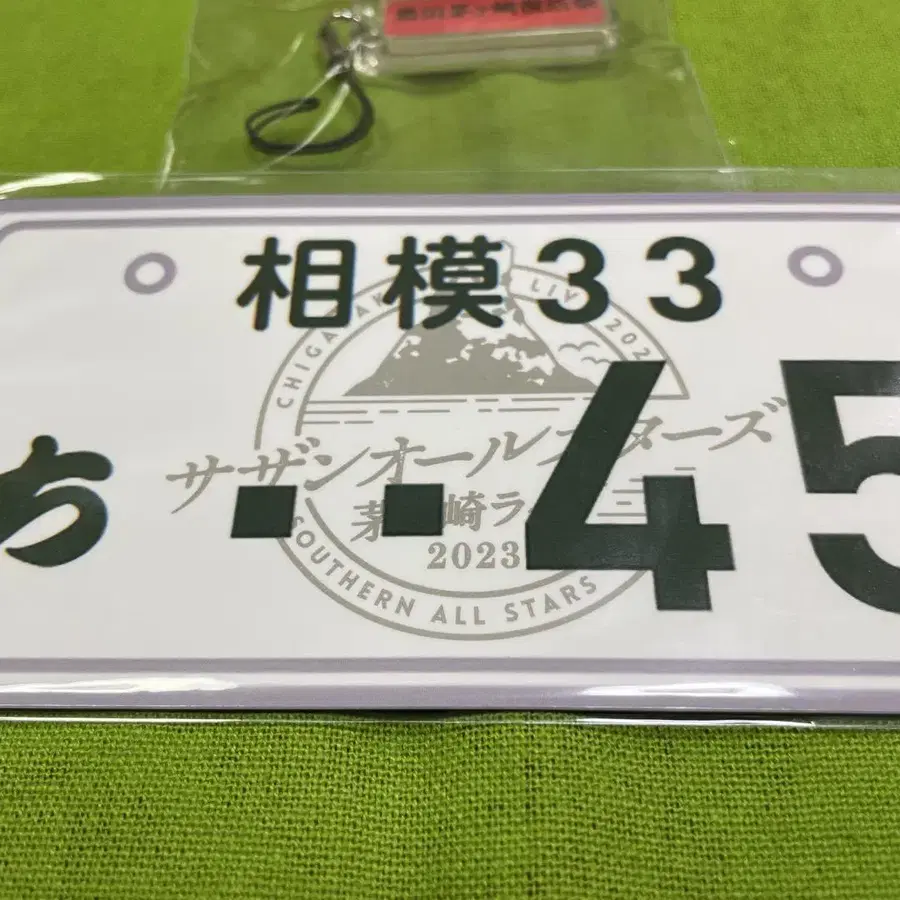 相模33
CHIGA
LIV
サザンオールスターズ
ち ・・45
2023
SOUTHERN ALL STARS